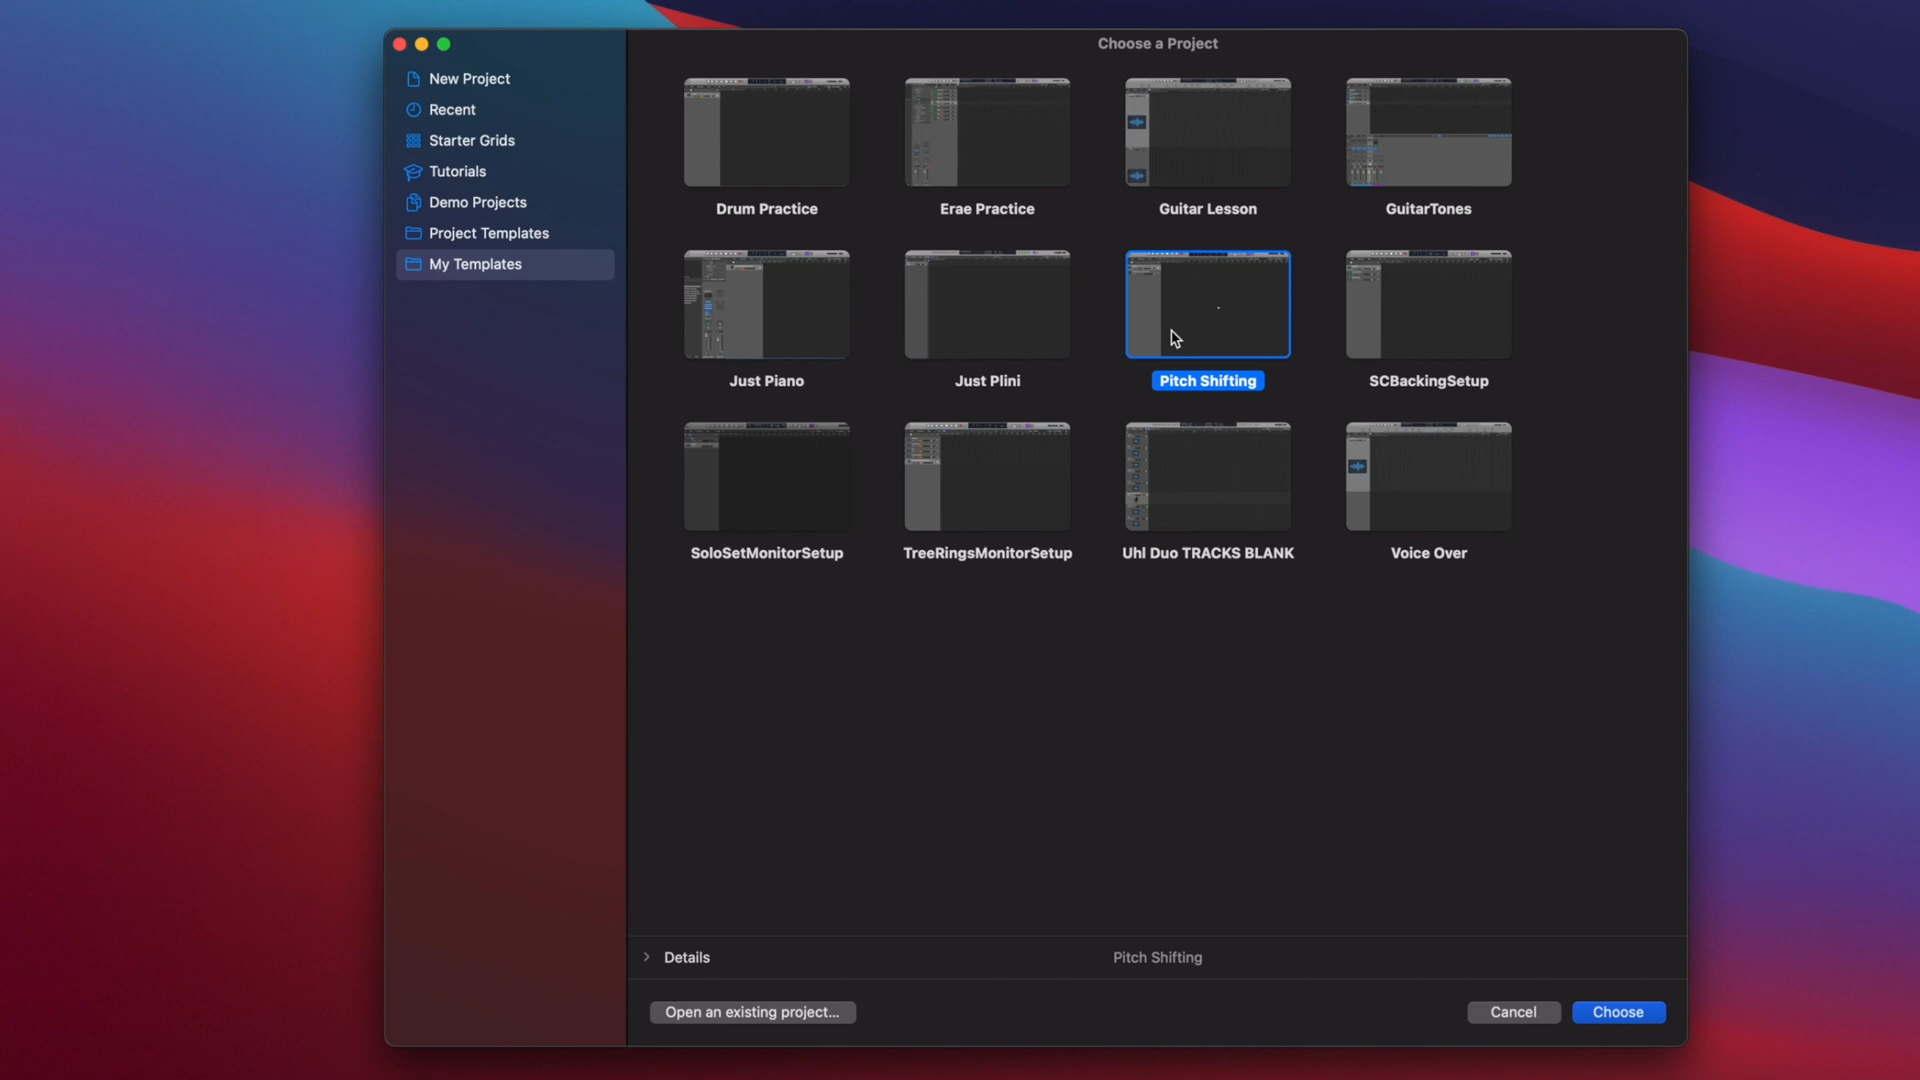 Choose a Project
New Project
Recent
Starter Grids
Tutorials
Demo Projects
Project Templates
My Templates
Drum Practice
Erae Practice
Guitar Lesson
GuitarTones
Just Piano
Just Plini
Pitch Shifting
SCBackingSetup
SoloSetMonitorSetup
TreeRingsMonitorSetup
Uhl Duo TRACKS BLANK
Voice Over
Details
Pitch Shifting
Open an existing project...
Cancel
Choose